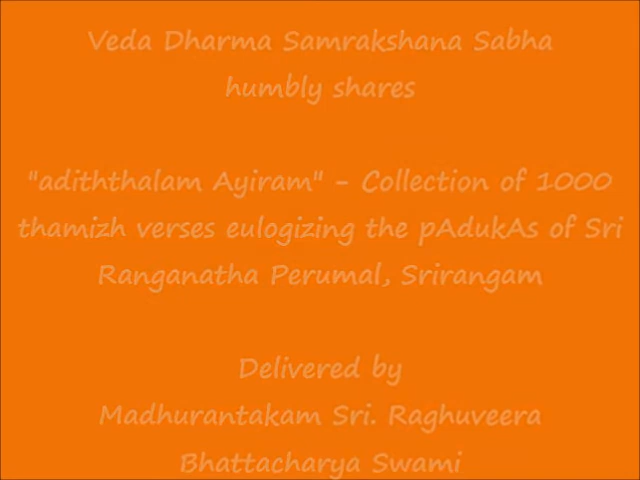 Veda Dharma Samrakshana Sabha
humbly shares
"adiththalam Ayiram" - Collection of 1000
thamizh verses eulogizing the pAdukAs of Sri
Ranganatha Perumal, Srirangam
Delivered by
Madhurantakam Sri. Raghuveera
Bhattacharya Swami